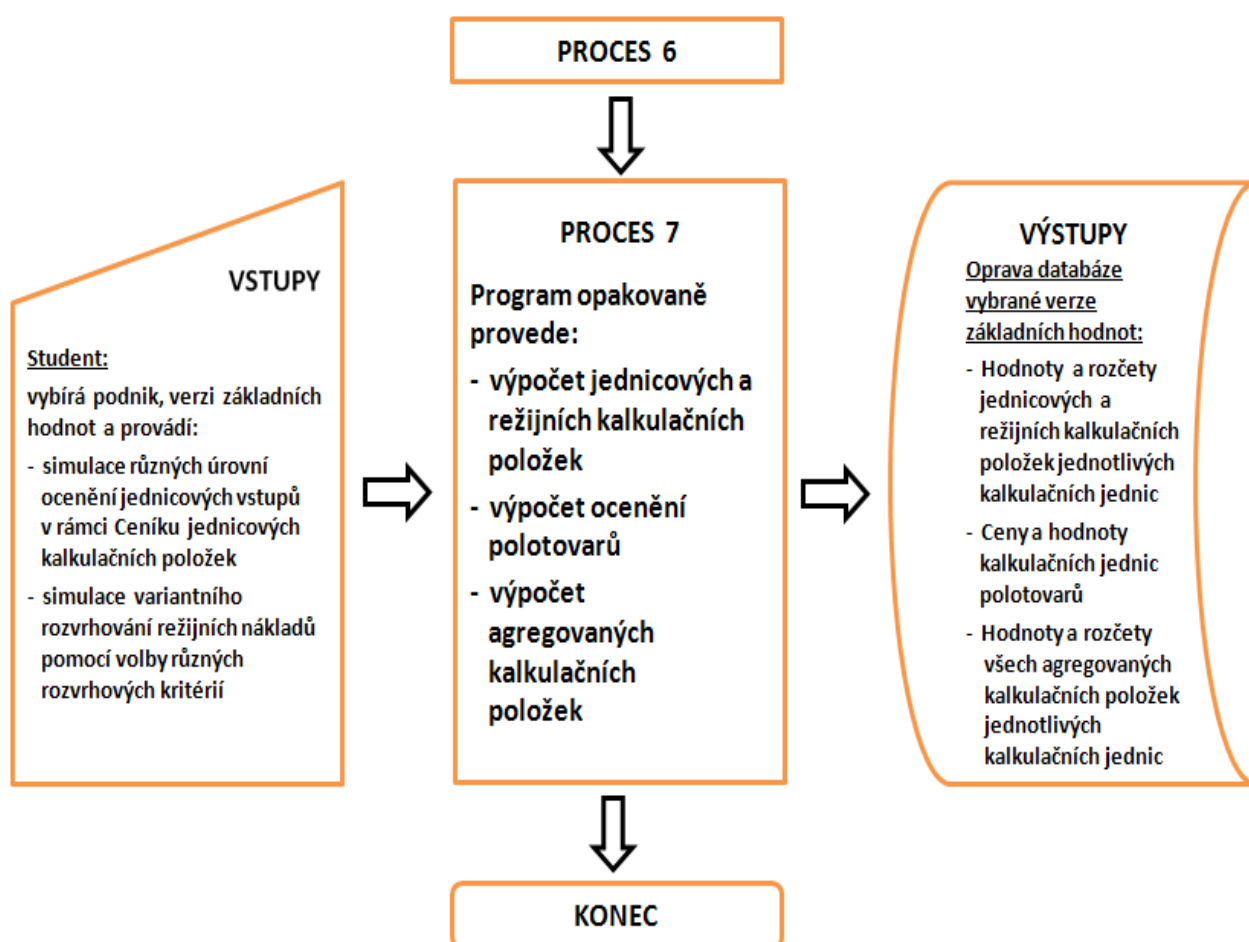 PROCES 6
VSTUPY
Student:
vybírá podnik, verzi základních
hodnot a provádí:
- simulace různých úrovní
ocenění jednicových vstupů
v rámci Ceníku jednicových
kalkulačních položek
- simulace variantního
rozvrhování režijních nákladů
pomocí volby různých
rozvrhových kritérií
PROCES 7
Program opakovaně
provede:
- výpočet jednicových a
režijních kalkulačních
položek
- výpočet ocenění
polotovarů
- výpočet
agregovaných
kalkulačních
položek
VÝSTUPY
Oprava databáze
vybrané verze
základních hodnot:
- Hodnoty a rozčety
jednicových a
režijních kalkulačních
položek jednotlivých
kalkulačních jednic
- Ceny a hodnoty
kalkulačních jednic
polotovarů
- Hodnoty a rozčety
všech agregovaných
kalkulačních položek
jednotlivých
kalkulačních jednic
KONEC